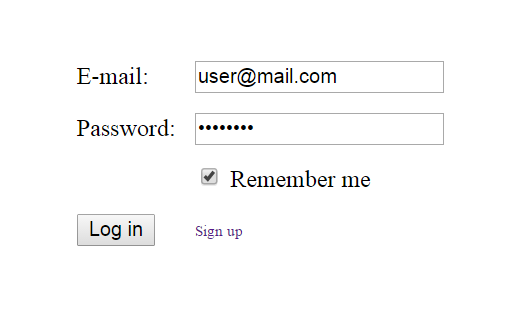 E-mail: user@mail.com
Password: ••••••••
Remember me
Log in Sign up